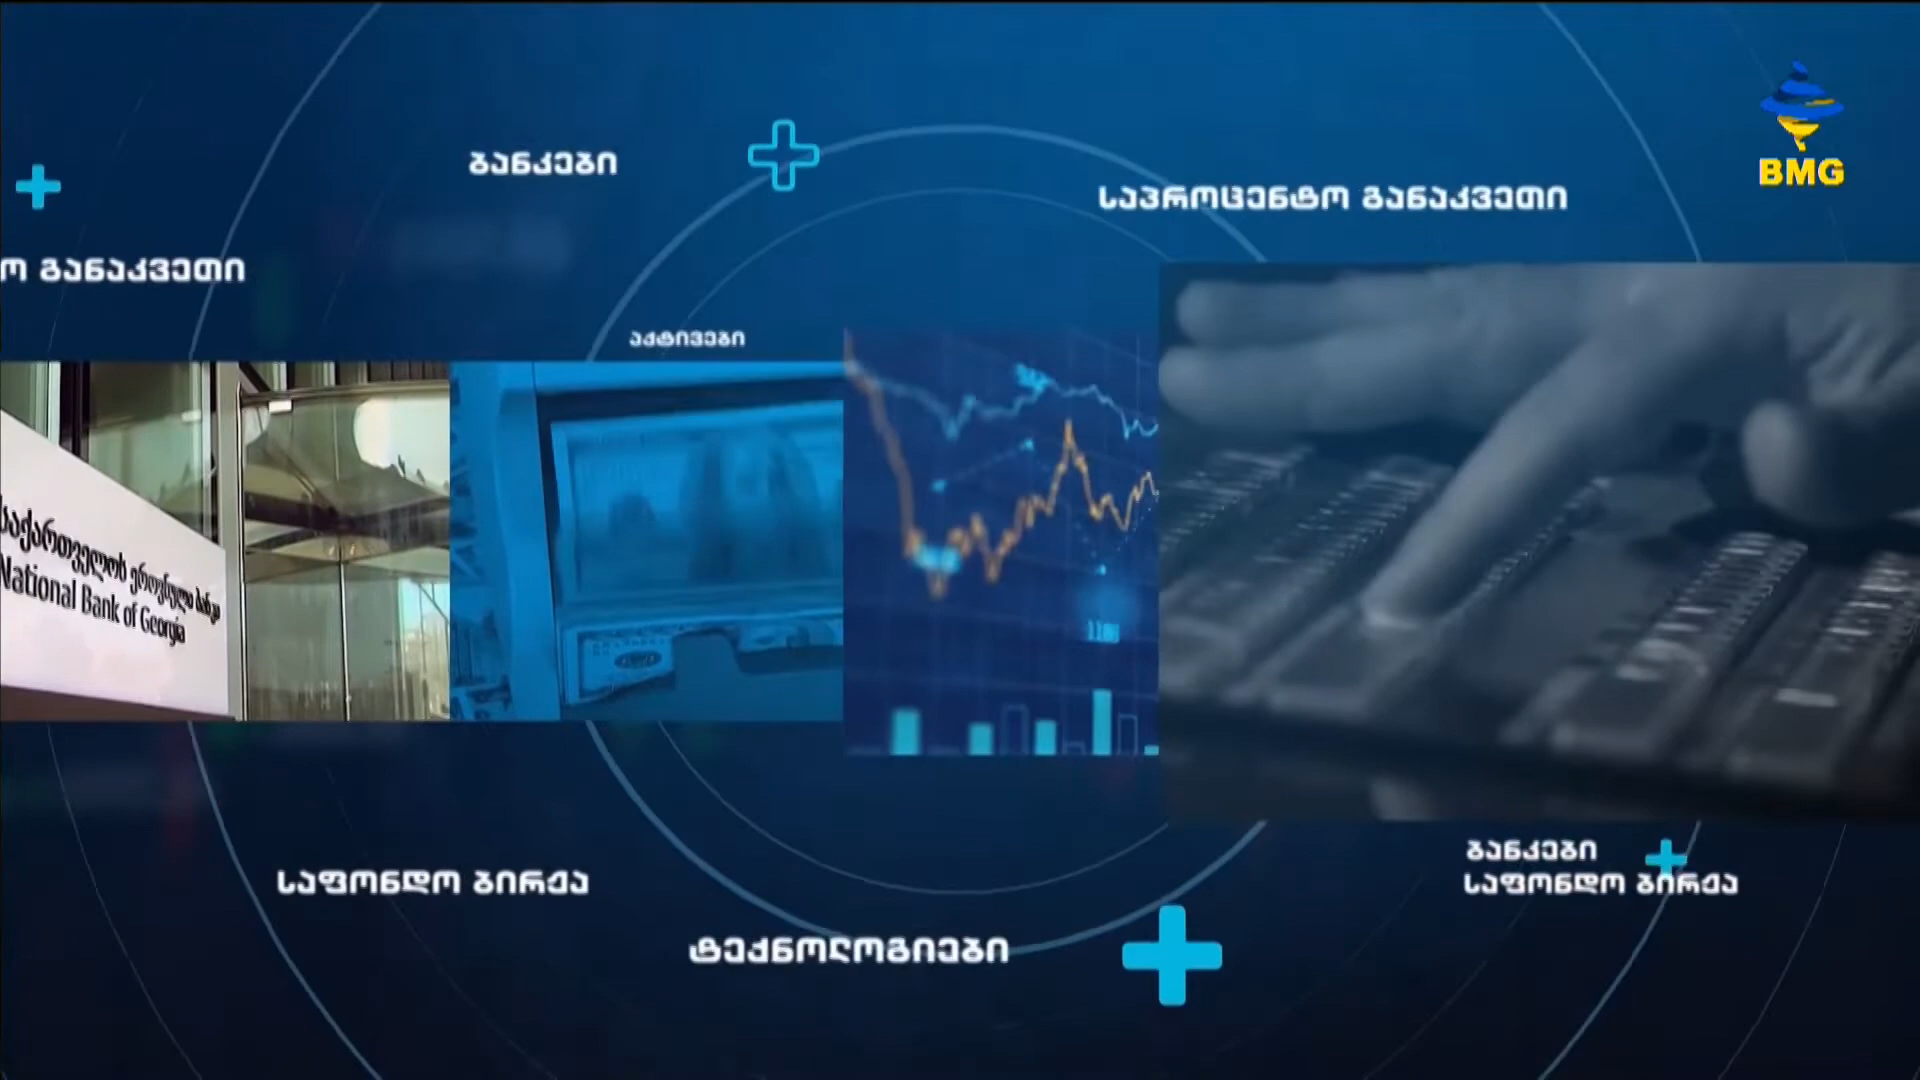 ბანკები
BMG
საპროცენტო განაკვეთი
ო განაკვეთი
აქტივები
საქართველოს ეროვნული ბანკი
National Bank of Georgia
ბანკები
საფონდო ბირჟა
საფონდო ბირჟა
ტექნოლოგიები